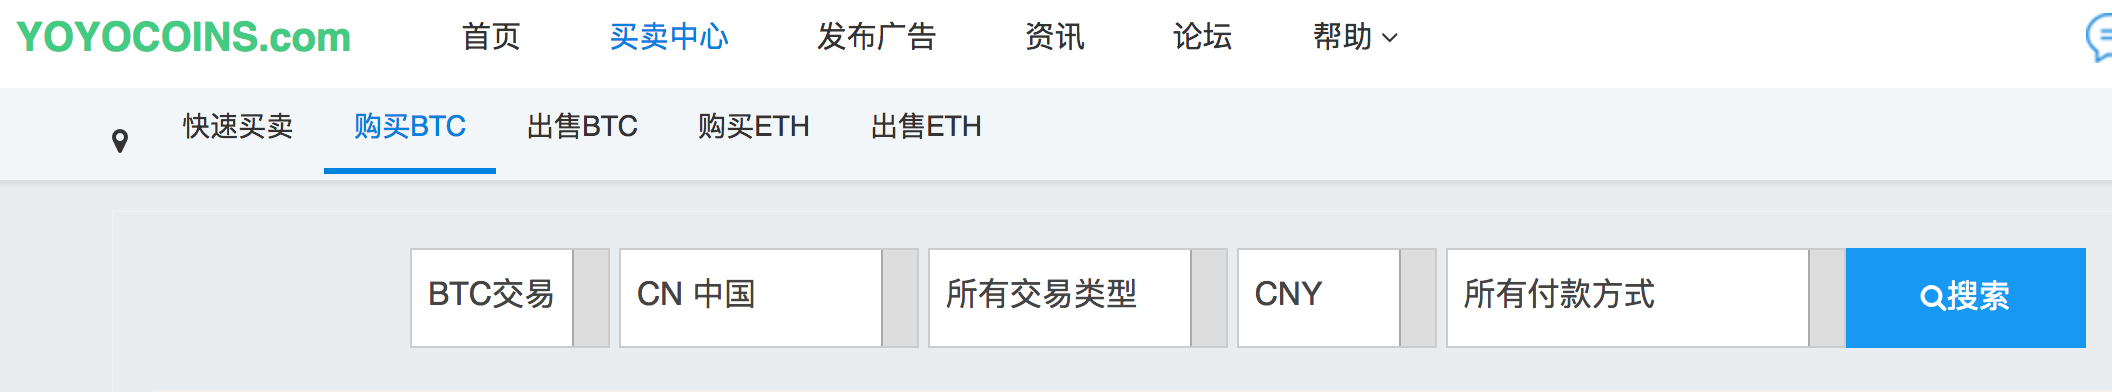 YOYOCOINS.com 首页 买卖中心 发布广告 资讯 论坛 帮助
快速买卖 购买BTC 出售BTC 购买ETH 出售ETH
BTC交易 CN 中国 所有交易类型 CNY 所有付款方式 搜索